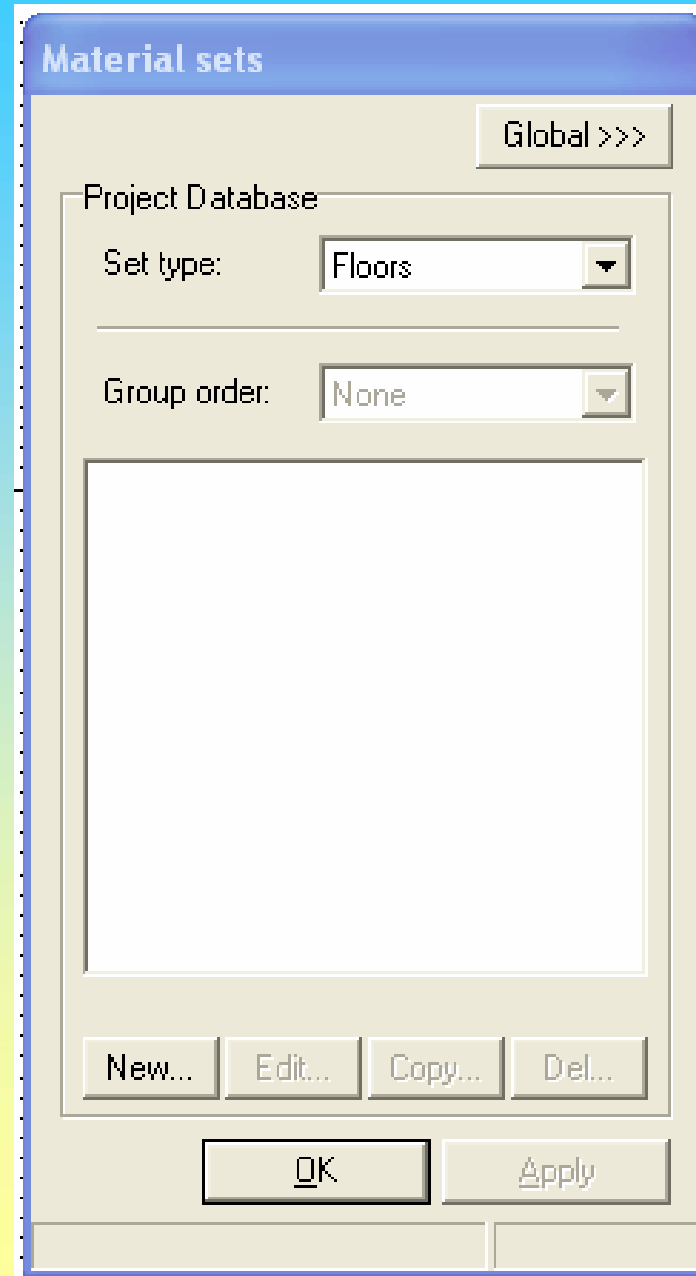 Material sets
Global >>>
Project Database
Set type: Floors
Group order: None
New... Edit... Copy... Del...
OK Apply